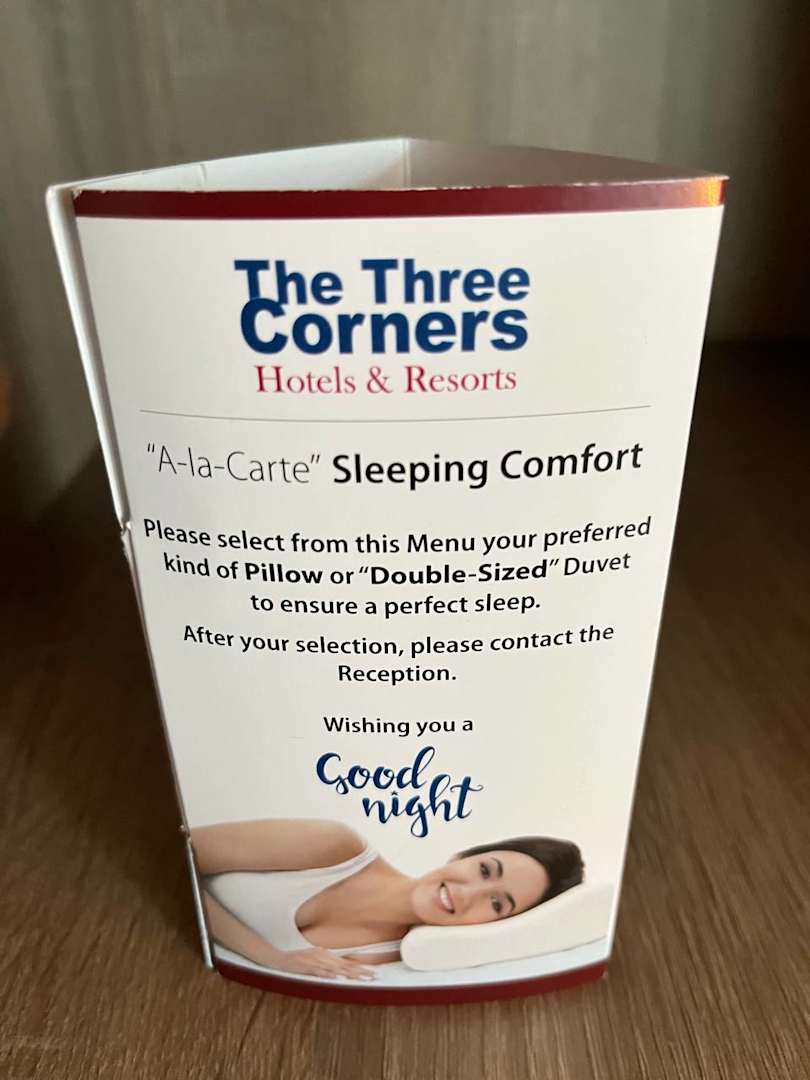 The Three
Corners
Hotels & Resorts
"A-la-Carte" Sleeping Comfort
Please select from this Menu your preferred
kind of Pillow or "Double-Sized" Duvet
to ensure a perfect sleep.
After your selection, please contact the
Reception.
Wishing you a
Good
night